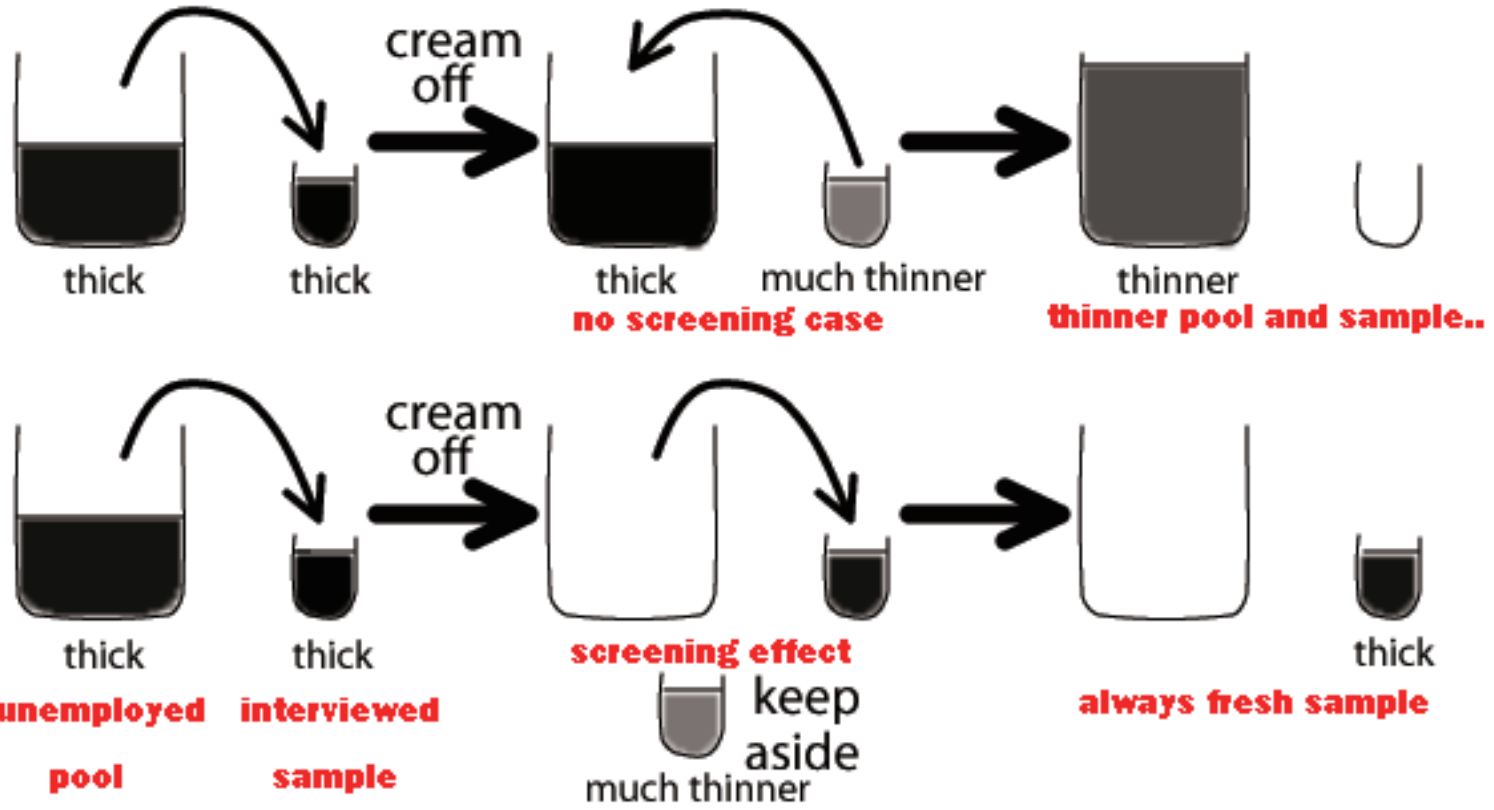 cream
off
thick
thick
thick
much thinner
thinner
no screening case
thinner pool and sample..
cream
off
thick
thick
screening effect
thick
unemployed
interviewed
keep
always fresh sample
pool
sample
aside
much thinner